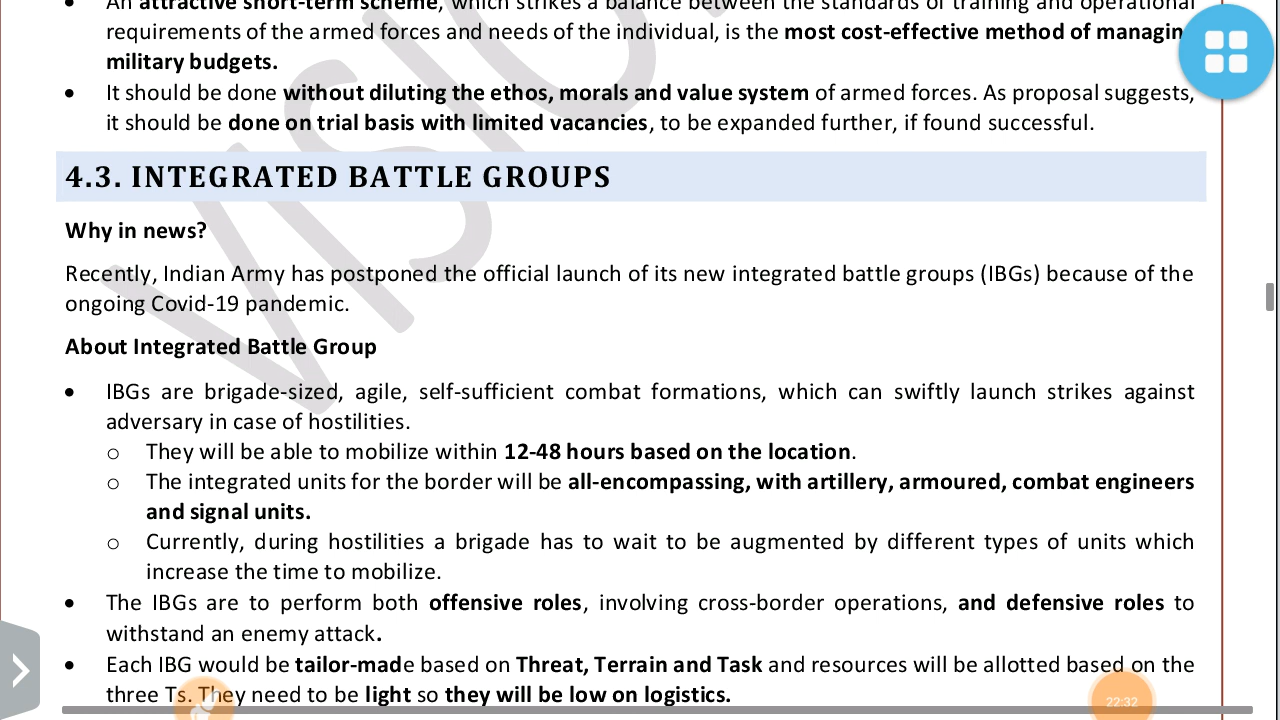 • An attractive short-term scheme, which strikes a balance between the standards of training and operational
requirements of the armed forces and needs of the individual, is the most cost-effective method of managin
military budgets.
• It should be done without diluting the ethos, morals and value system of armed forces. As proposal suggests,
it should be done on trial basis with limited vacancies, to be expanded further, if found successful.
4.3. INTEGRATED BATTLE GROUPS
Why in news?
Recently, Indian Army has postponed the official launch of its new integrated battle groups (IBGs) because of the
ongoing Covid-19 pandemic.
About Integrated Battle Group
• IBGs are brigade-sized, agile, self-sufficient combat formations, which can swiftly launch strikes against
adversary in case of hostilities.
o They will be able to mobilize within 12-48 hours based on the location.
o The integrated units for the border will be all-encompassing, with artillery, armoured, combat engineers
and signal units.
o Currently, during hostilities a brigade has to wait to be augmented by different types of units which
increase the time to mobilize.
• The IBGs are to perform both offensive roles, involving cross-border operations, and defensive roles to
withstand an enemy attack.
• Each IBG would be tailor-made based on Threat, Terrain and Task and resources will be allotted based on the
three Ts. They need to be light so they will be low on logistics.
22:32